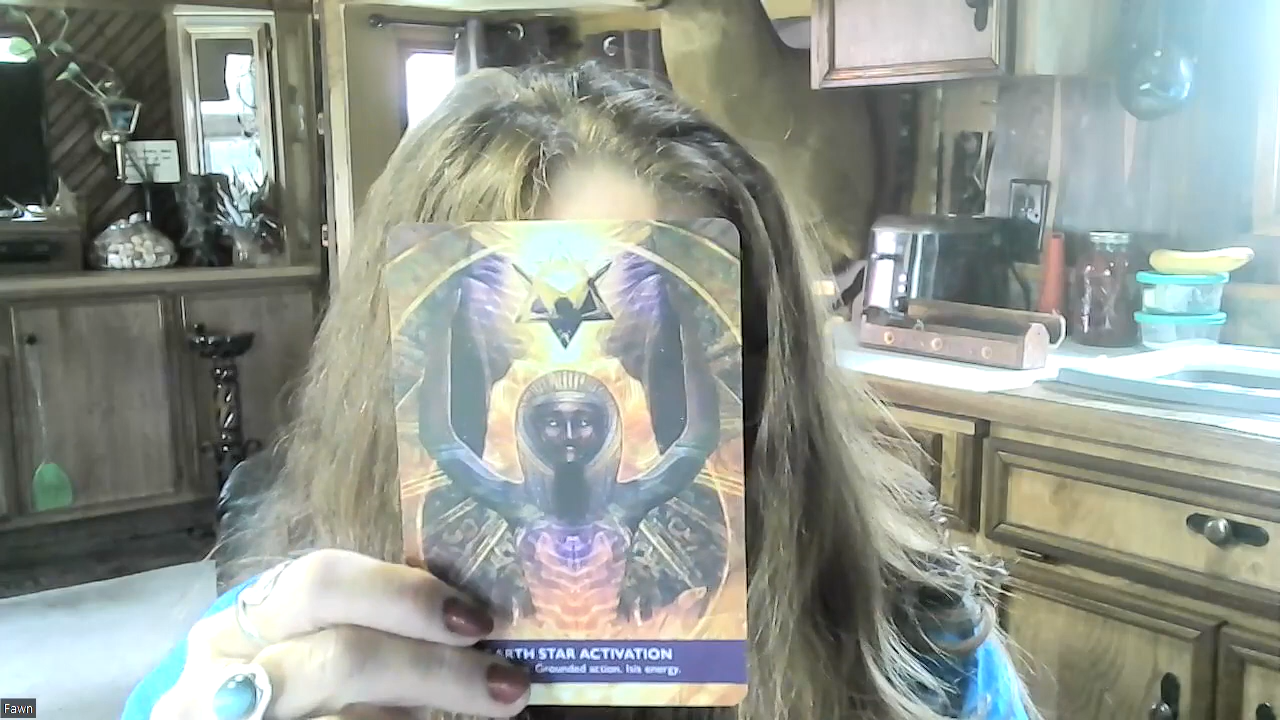 ARTH STAR ACTIVATION
Grounded action. Isis energy.
Fawn